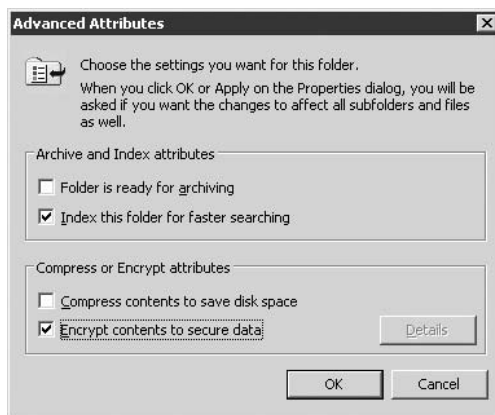 Advanced Attributes
Choose the settings you want for this folder.
When you click OK or Apply on the Properties dialog, you will be
asked if you want the changes to affect all subfolders and files
as well.
Archive and Index attributes
Folder is ready for archiving
Index this folder for faster searching
Compress or Encrypt attributes
Compress contents to save disk space
Encrypt contents to secure data
Details
OK
Cancel